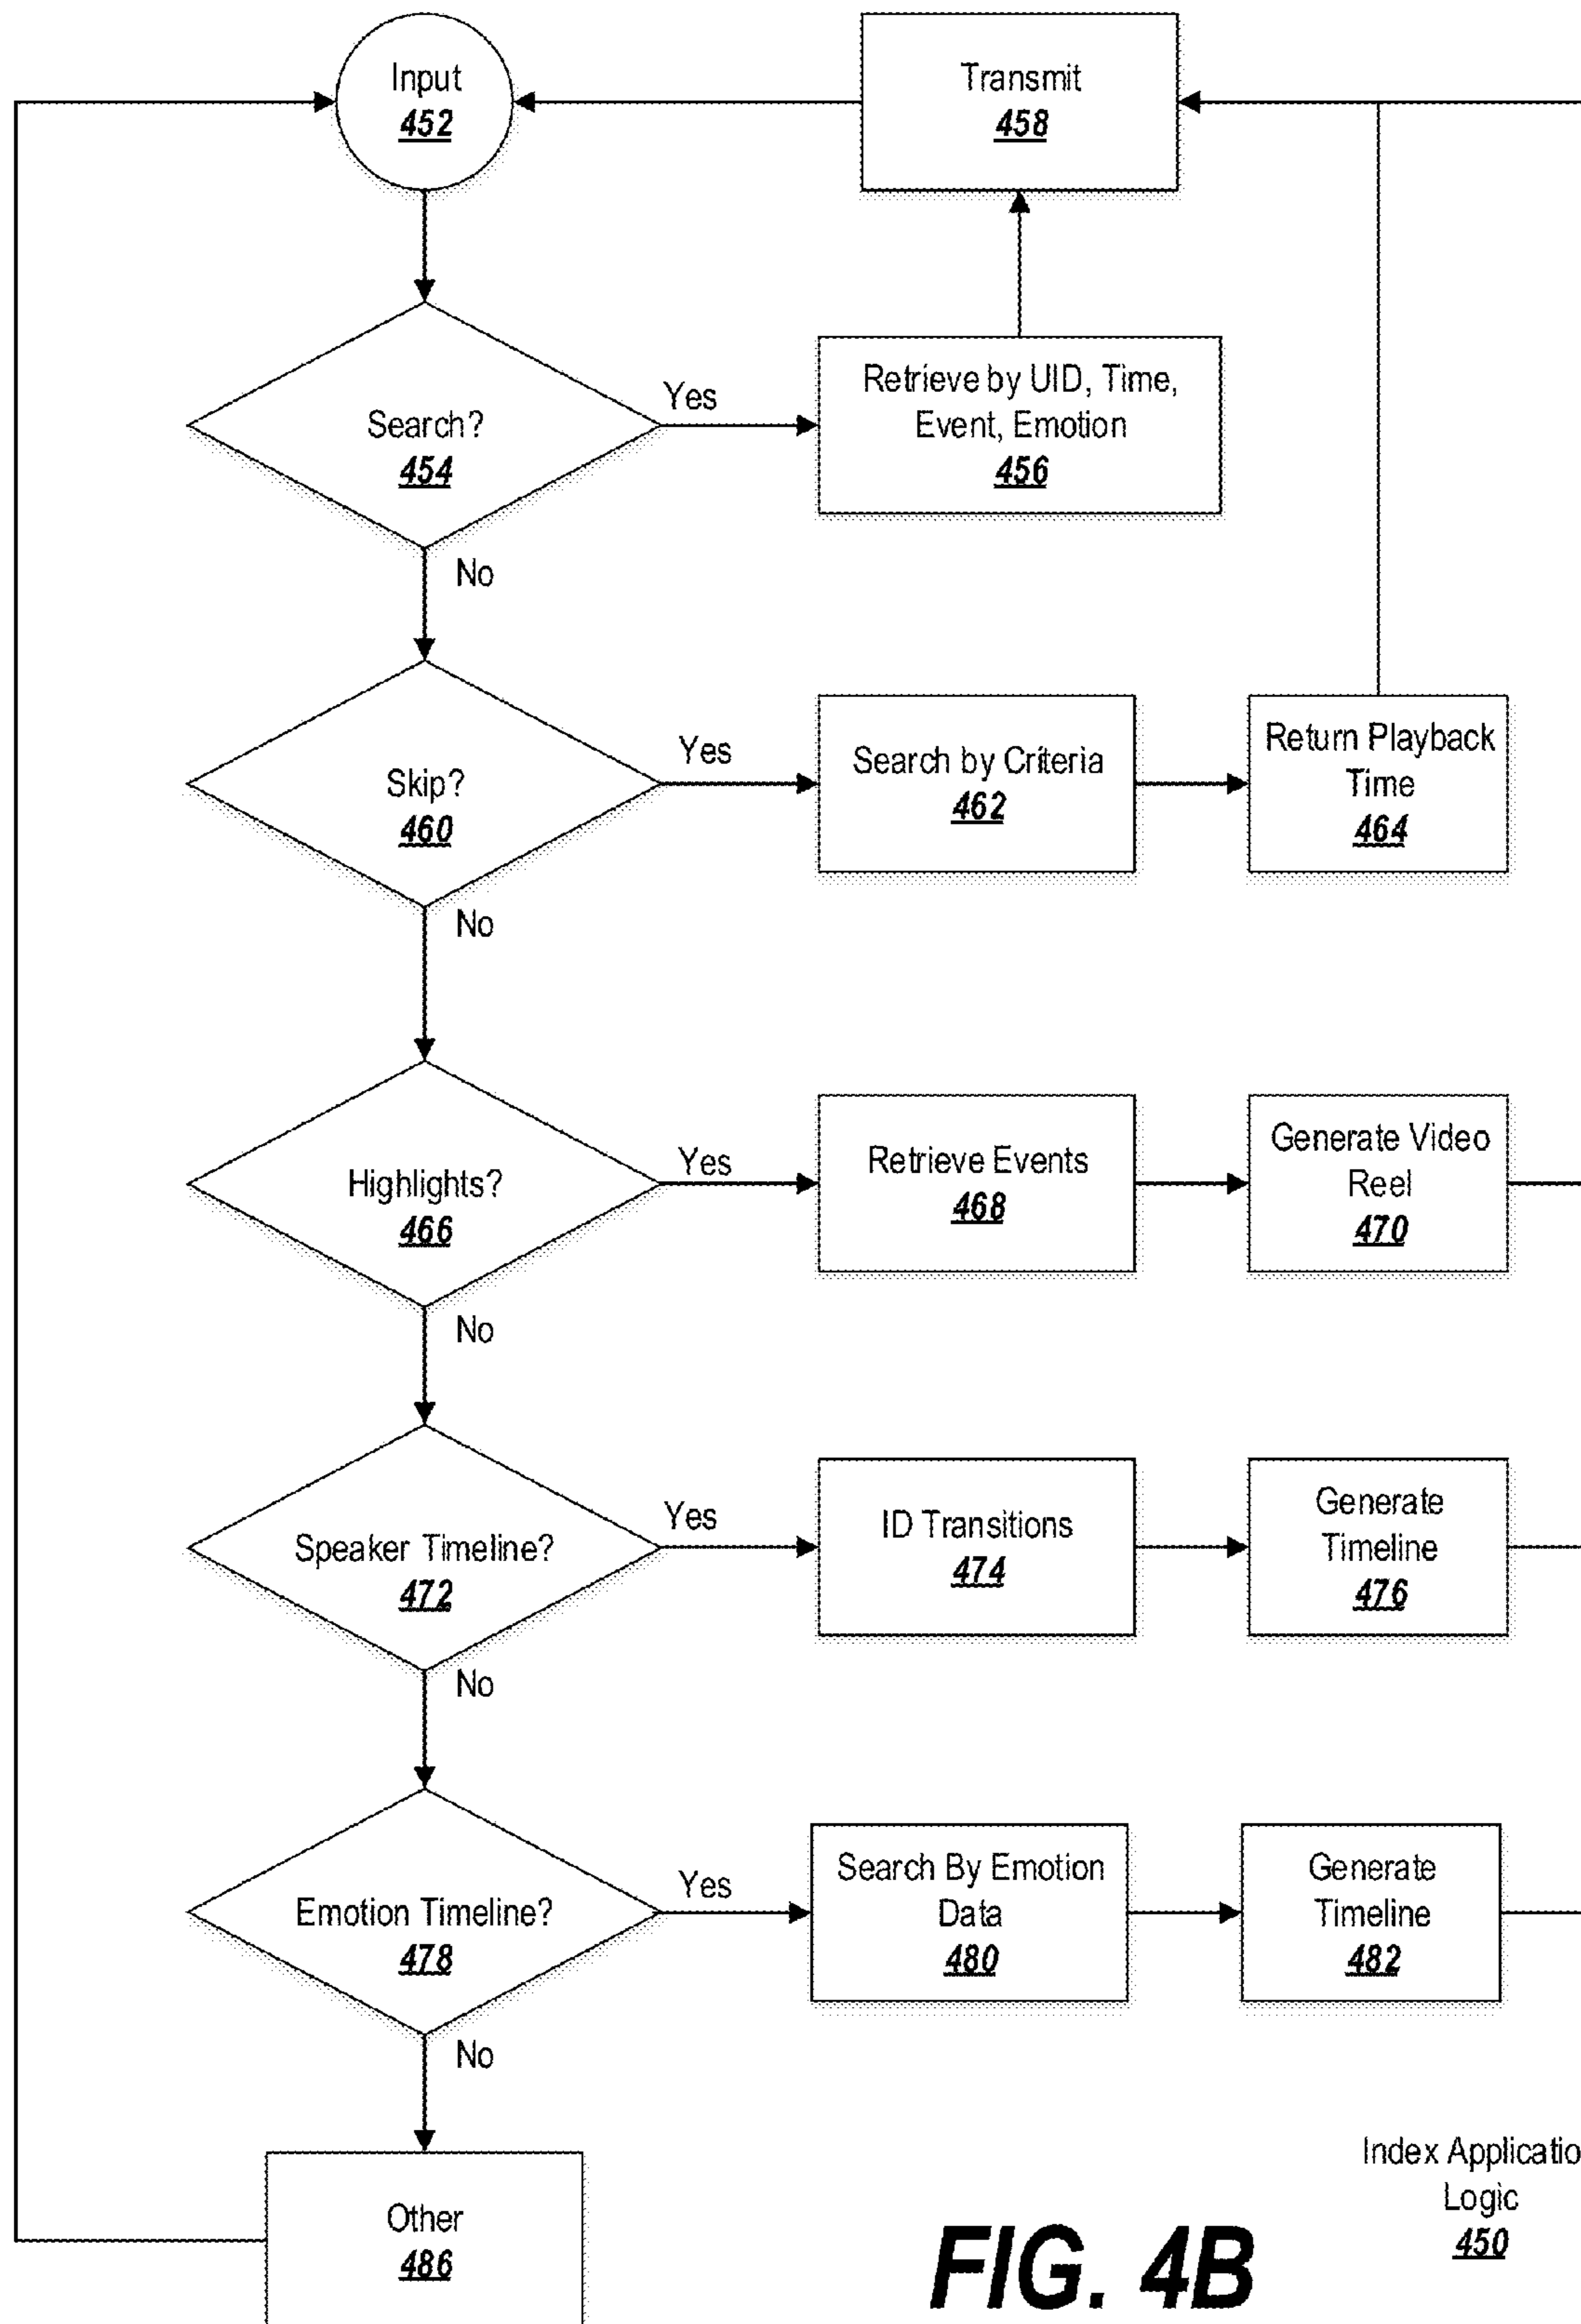 Input
452
Transmit
458
Search?
454
Yes
Retrieve by UID, Time,
Event, Emotion
456
No
Skip?
460
Yes
Search by Criteria
462
Return Playback
Time
464
No
Highlights?
466
Yes
Retrieve Events
468
Generate Video
Reel
470
No
Speaker Timeline?
472
Yes
ID Transitions
474
Generate
Timeline
476
No
Emotion Timeline?
478
Yes
Search By Emotion
Data
480
Generate
Timeline
482
No
Other
486
FIG. 4B
Index Applicatio
Logic
450